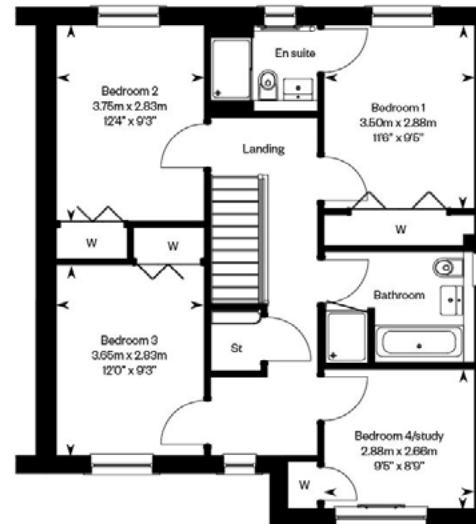 En suite
Bedroom 2
3.75m x 2.83m
12'4" x 9'3"
Bedroom 1
3.50m x 2.88m
11'6" x 9'5"
Landing
W
W
W
Bathroom
Bedroom 3
3.65m x 2.83m
12'0" x 9'3"
St
Bedroom 4/study
2.88m x 2.66m
9'5" x 8'9"
W